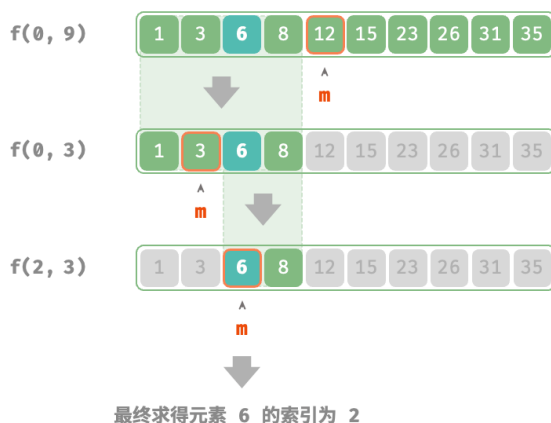 f(0, 9) 1 3 6 8 12 15 23 26 31 35
m
f(0, 3) 1 3 6 8 12 15 23 26 31 35
m
f(2, 3) 1 3 6 8 12 15 23 26 31 35
m
最终求得元素 6 的索引为 2